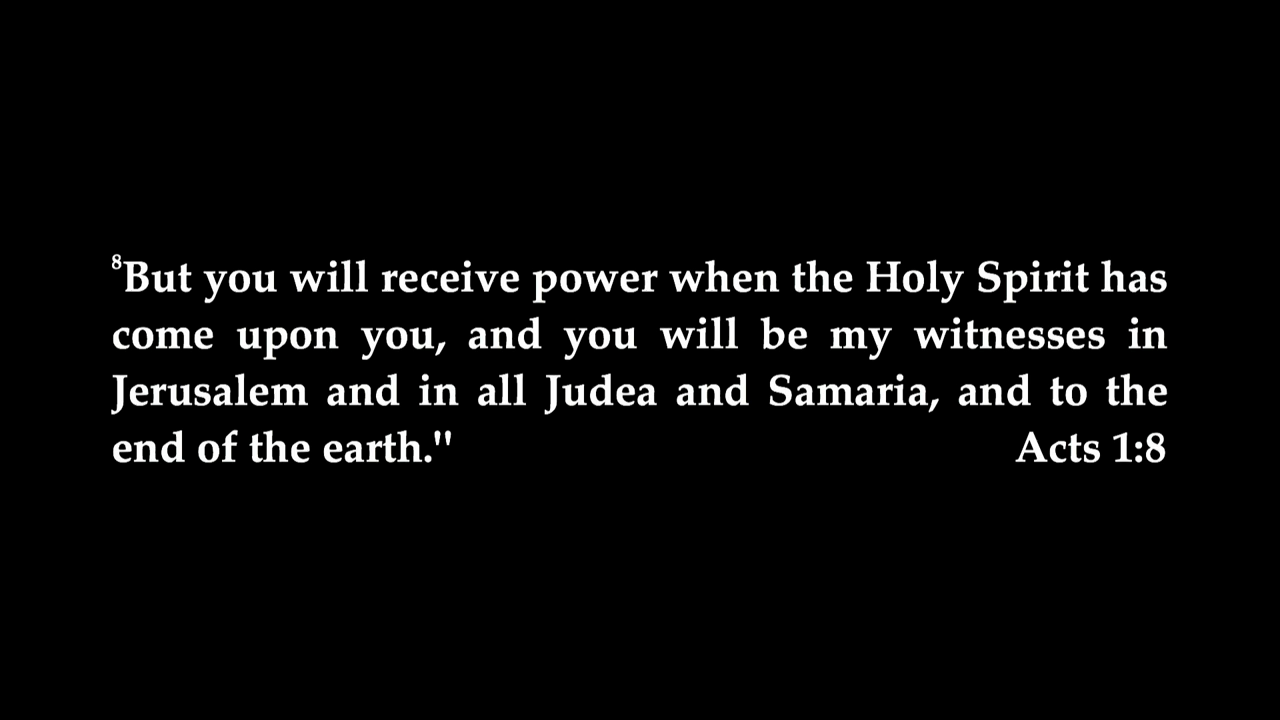 ⁸But you will receive power when the Holy Spirit has
come upon you, and you will be my witnesses in
Jerusalem and in all Judea and Samaria, and to the
end of the earth." Acts 1:8